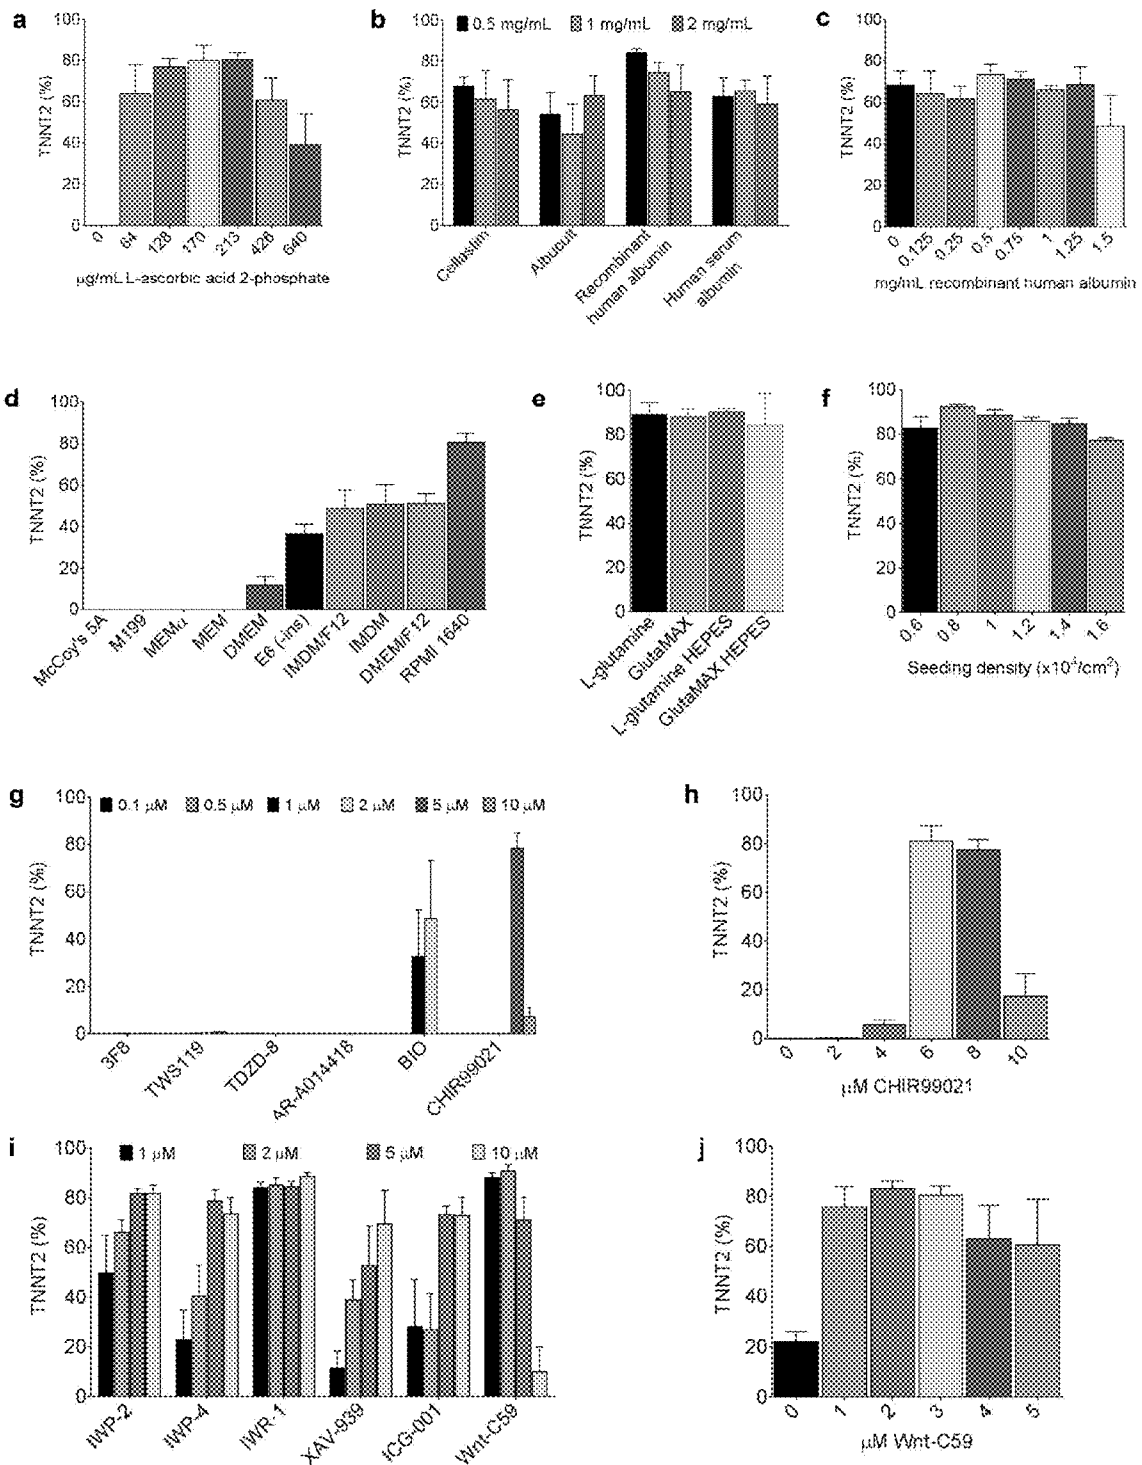 a
100
80
60
40
20
0
TNNT2 (%)
0 64 128 170 213 426 640
µg/mL L-ascorbic acid 2-phosphate
b
0.5 mg/mL 1 mg/mL 2 mg/mL
100
80
60
40
20
0
TNNT2 (%)
Cellastim
Albubult
Recombinant
human albumin
Human serum
albumin
c
100
80
60
40
20
0
TNNT2 (%)
0 0.125 0.25 0.5 0.75 1 1.25 1.5
mg/mL recombinant human albumin
d
100
80
60
40
20
0
TNNT2 (%)
McCoy's 5A
M199
MEMα
MEM
DMEM
E6 (-ins)
IMDM/F12
IMDM
DMEM/F12
RPMI 1640
e
100
80
60
40
20
0
TNNT2 (%)
L-glutamine
GlutaMAX
L-glutamine HEPES
GlutaMAX HEPES
f
100
80
60
40
20
0
TNNT2 (%)
0.6 0.8 1 1.2 1.4 1.6
Seeding density (x10⁴/cm²)
g
0.1 µM 0.5 µM 1 µM 2 µM 5 µM 10 µM
100
80
60
40
20
0
TNNT2 (%)
3F8
TWS119
TDZD-8
AR-A014418
BIO
CHIR99021
h
100
80
60
40
20
0
TNNT2 (%)
0 2 4 6 8 10
µM CHIR99021
i
1 µM 2 µM 5 µM 10 µM
100
80
60
40
20
0
TNNT2 (%)
IWP-2
IWP-4
IWR-1
XAV-939
ICG-001
Wnt-C59
j
100
80
60
40
20
0
TNNT2 (%)
0 1 2 3 4 5
µM Wnt-C59